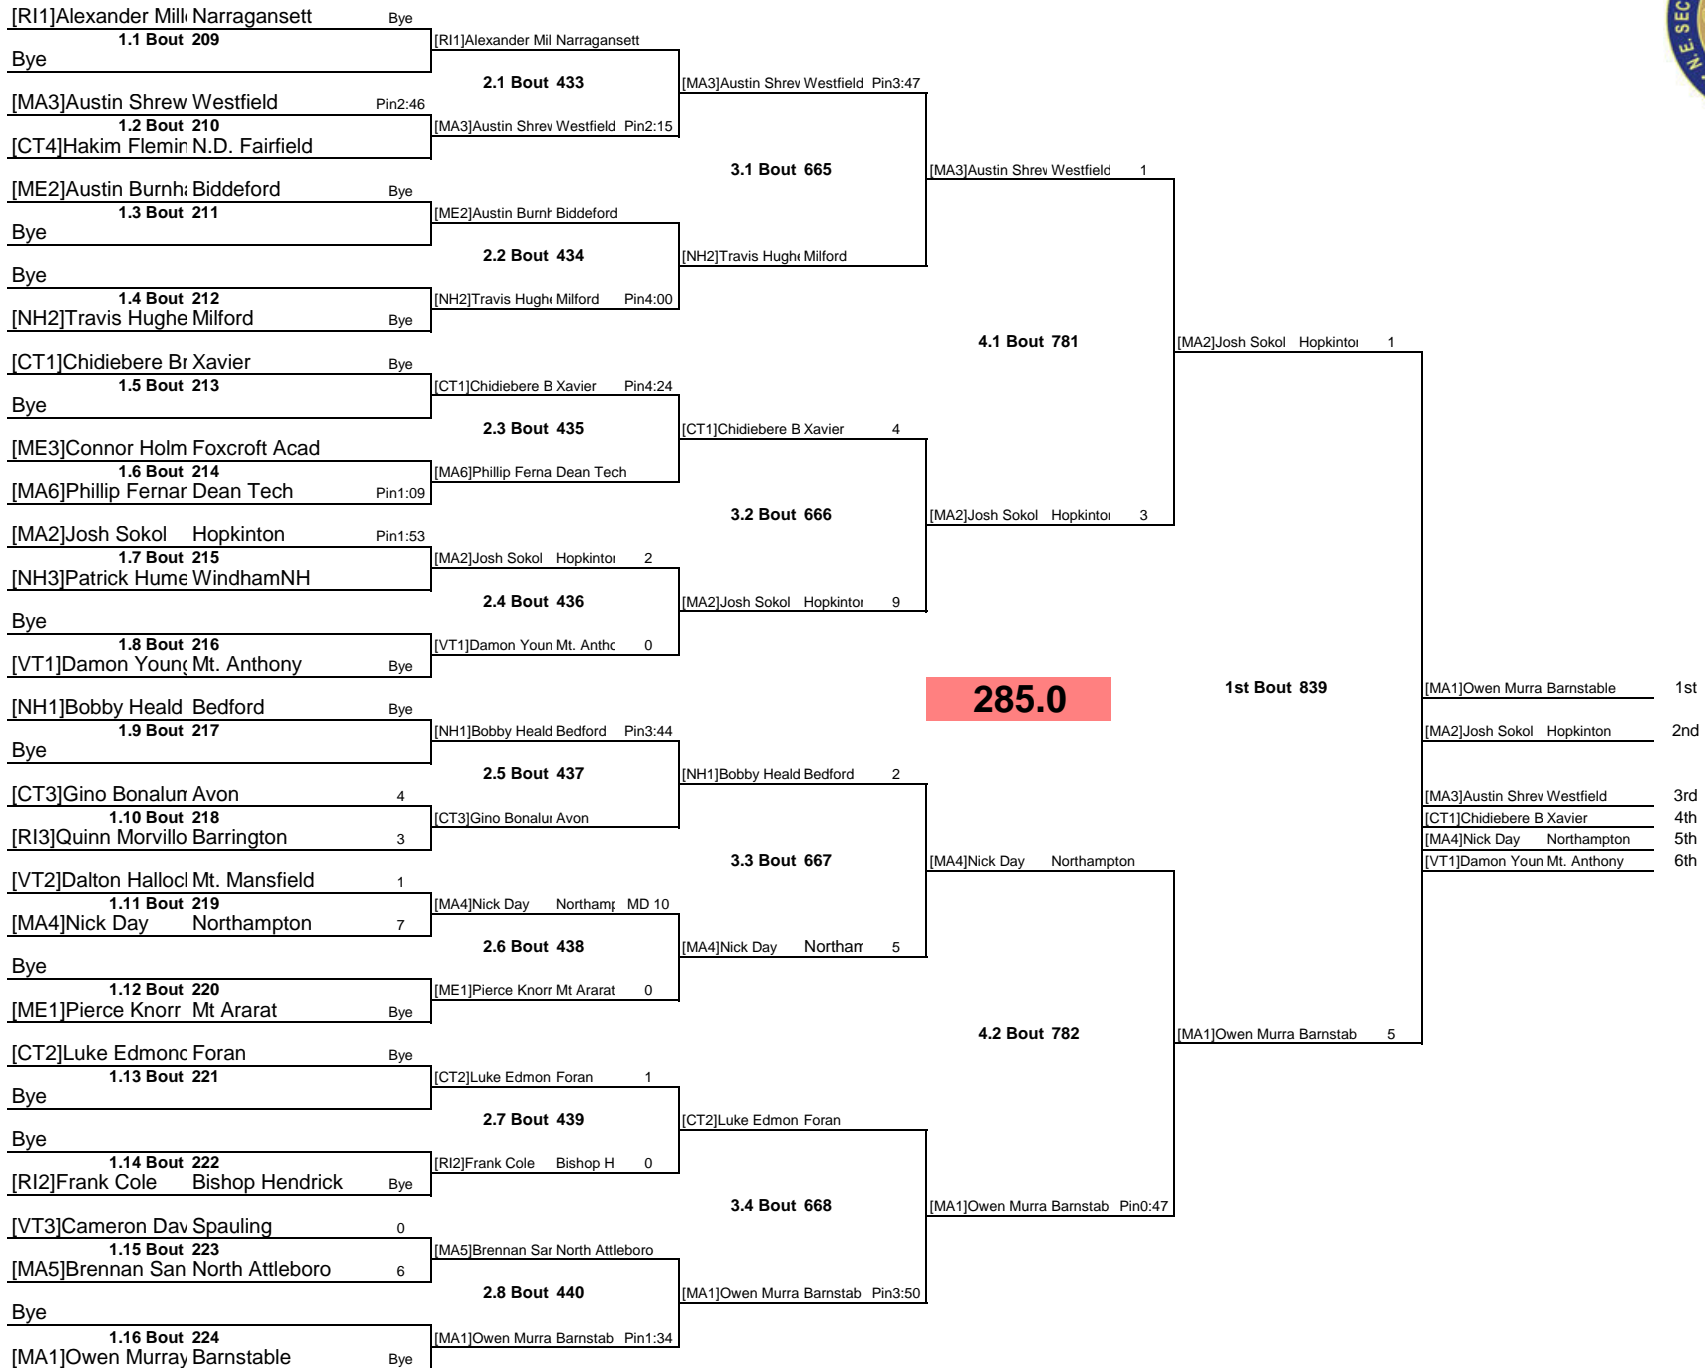 [RI1]Alexander Mill Narragansett Bye
1.1 Bout 209
Bye
[MA3]Austin Shrew Westfield Pin2:46
1.2 Bout 210
[CT4]Hakim Flemin N.D. Fairfield
[ME2]Austin Burnha Biddeford Bye
1.3 Bout 211
Bye
Bye
1.4 Bout 212
[NH2]Travis Hughe Milford Bye
[CT1]Chidiebere Br Xavier Bye
1.5 Bout 213
Bye
[ME3]Connor Holm Foxcroft Acad
1.6 Bout 214
[MA6]Phillip Fernar Dean Tech Pin1:09
[MA2]Josh Sokol Hopkinton Pin1:53
1.7 Bout 215
[NH3]Patrick Hume WindhamNH
Bye
1.8 Bout 216
[VT1]Damon Young Mt. Anthony Bye
[NH1]Bobby Heald Bedford Bye
1.9 Bout 217
Bye
[CT3]Gino Bonalum Avon 4
1.10 Bout 218
[RI3]Quinn Morvillo Barrington 3
[VT2]Dalton Halloc Mt. Mansfield 1
1.11 Bout 219
[MA4]Nick Day Northampton 7
Bye
1.12 Bout 220
[ME1]Pierce Knorr Mt Ararat Bye
[CT2]Luke Edmond Foran Bye
1.13 Bout 221
Bye
Bye
1.14 Bout 222
[RI2]Frank Cole Bishop Hendrick Bye
[VT3]Cameron Dav Spauling 0
1.15 Bout 223
[MA5]Brennan San North Attleboro 6
Bye
1.16 Bout 224
[MA1]Owen Murray Barnstable Bye
[RI1]Alexander Mil Narragansett
2.1 Bout 433
[MA3]Austin Shrew Westfield Pin2:15
[ME2]Austin Burnh Biddeford
2.2 Bout 434
[NH2]Travis Hughe Milford Pin4:00
[CT1]Chidiebere B Xavier Pin4:24
2.3 Bout 435
[MA6]Phillip Ferna Dean Tech
[MA2]Josh Sokol Hopkinto 2
2.4 Bout 436
[VT1]Damon Youn Mt. Antho 0
[NH1]Bobby Heald Bedford Pin3:44
2.5 Bout 437
[CT3]Gino Bonalu Avon
[MA4]Nick Day Northamp MD 10
2.6 Bout 438
[ME1]Pierce Knorr Mt Ararat 0
[CT2]Luke Edmon Foran 1
2.7 Bout 439
[RI2]Frank Cole Bishop H 0
[MA5]Brennan Sar North Attleboro
2.8 Bout 440
[MA1]Owen Murra Barnstab Pin1:34
[MA3]Austin Shrew Westfield Pin3:47
3.1 Bout 665
[NH2]Travis Hughe Milford
[CT1]Chidiebere B Xavier 4
3.2 Bout 666
[MA2]Josh Sokol Hopkinton 9
[NH1]Bobby Heald Bedford 2
3.3 Bout 667
[MA4]Nick Day Northam 5
[CT2]Luke Edmon Foran
3.4 Bout 668
[MA1]Owen Murra Barnstab Pin3:50
[MA3]Austin Shrew Westfield 1
4.1 Bout 781
[MA2]Josh Sokol Hopkinto 3
285.0
[MA4]Nick Day Northampton
4.2 Bout 782
[MA1]Owen Murra Barnstab Pin0:47
[MA2]Josh Sokol Hopkinto 1
1st Bout 839
[MA1]Owen Murra Barnstab 5
[MA1]Owen Murra Barnstable 1st
[MA2]Josh Sokol Hopkinton 2nd
[MA3]Austin Shrew Westfield 3rd
[CT1]Chidiebere B Xavier 4th
[MA4]Nick Day Northampton 5th
[VT1]Damon Youn Mt. Anthony 6th
N.E. SEC